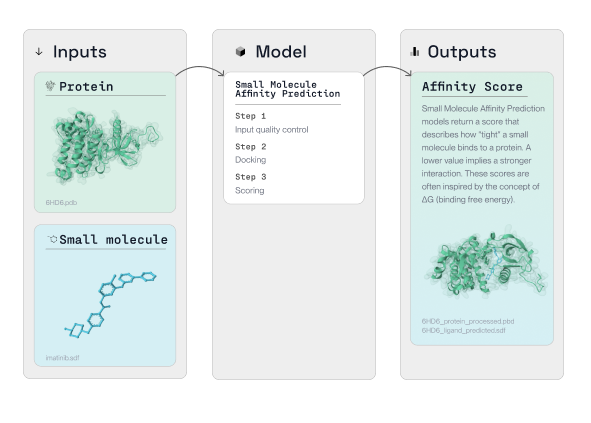 Inputs
Protein
6HD6.pdb
Small molecule
imatinib.sdf
Model
Small Molecule
Affinity Prediction
Step 1
Input quality control
Step 2
Docking
Step 3
Scoring
Outputs
Affinity Score
Small Molecule Affinity Prediction
models return a score that
describes how "tight" a small
molecule binds to a protein. A
lower value implies a stronger
interaction. These scores are
often inspired by the concept of
ΔG (binding free energy).
6HD6_protein_processed.pbd
6HD6_ligand_predicted.sdf